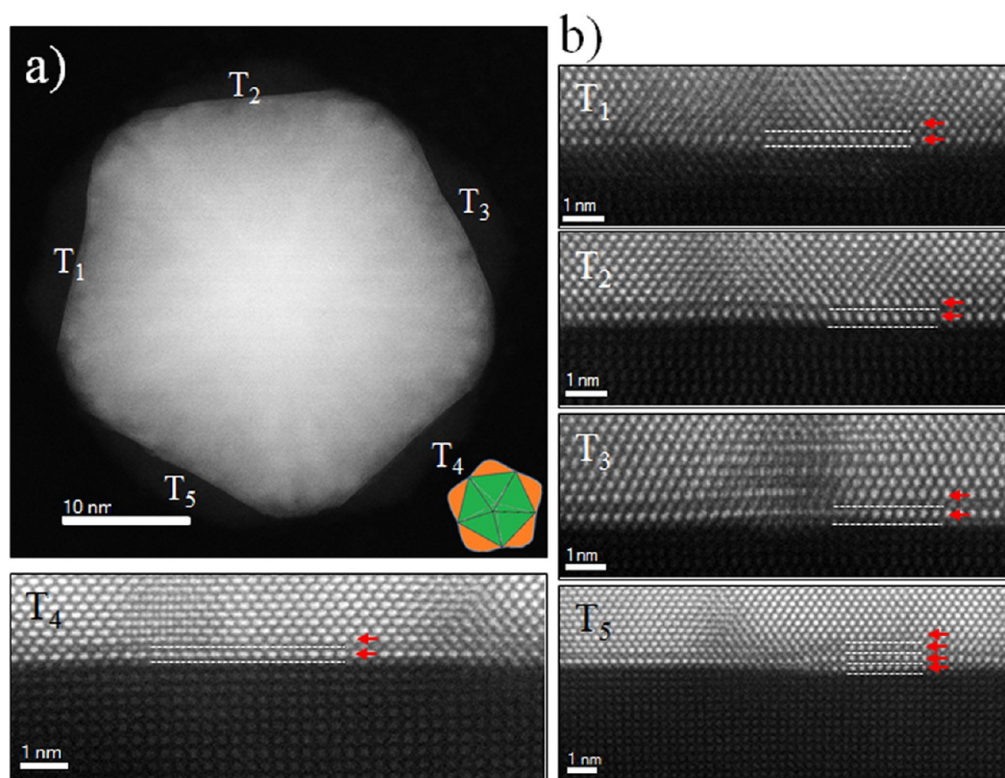 a)
T₂
T₃
T₁
T₄
T₅
10 nm
T₄
1 nm
b)
T₁
1 nm
T₂
1 nm
T₃
1 nm
T₅
1 nm